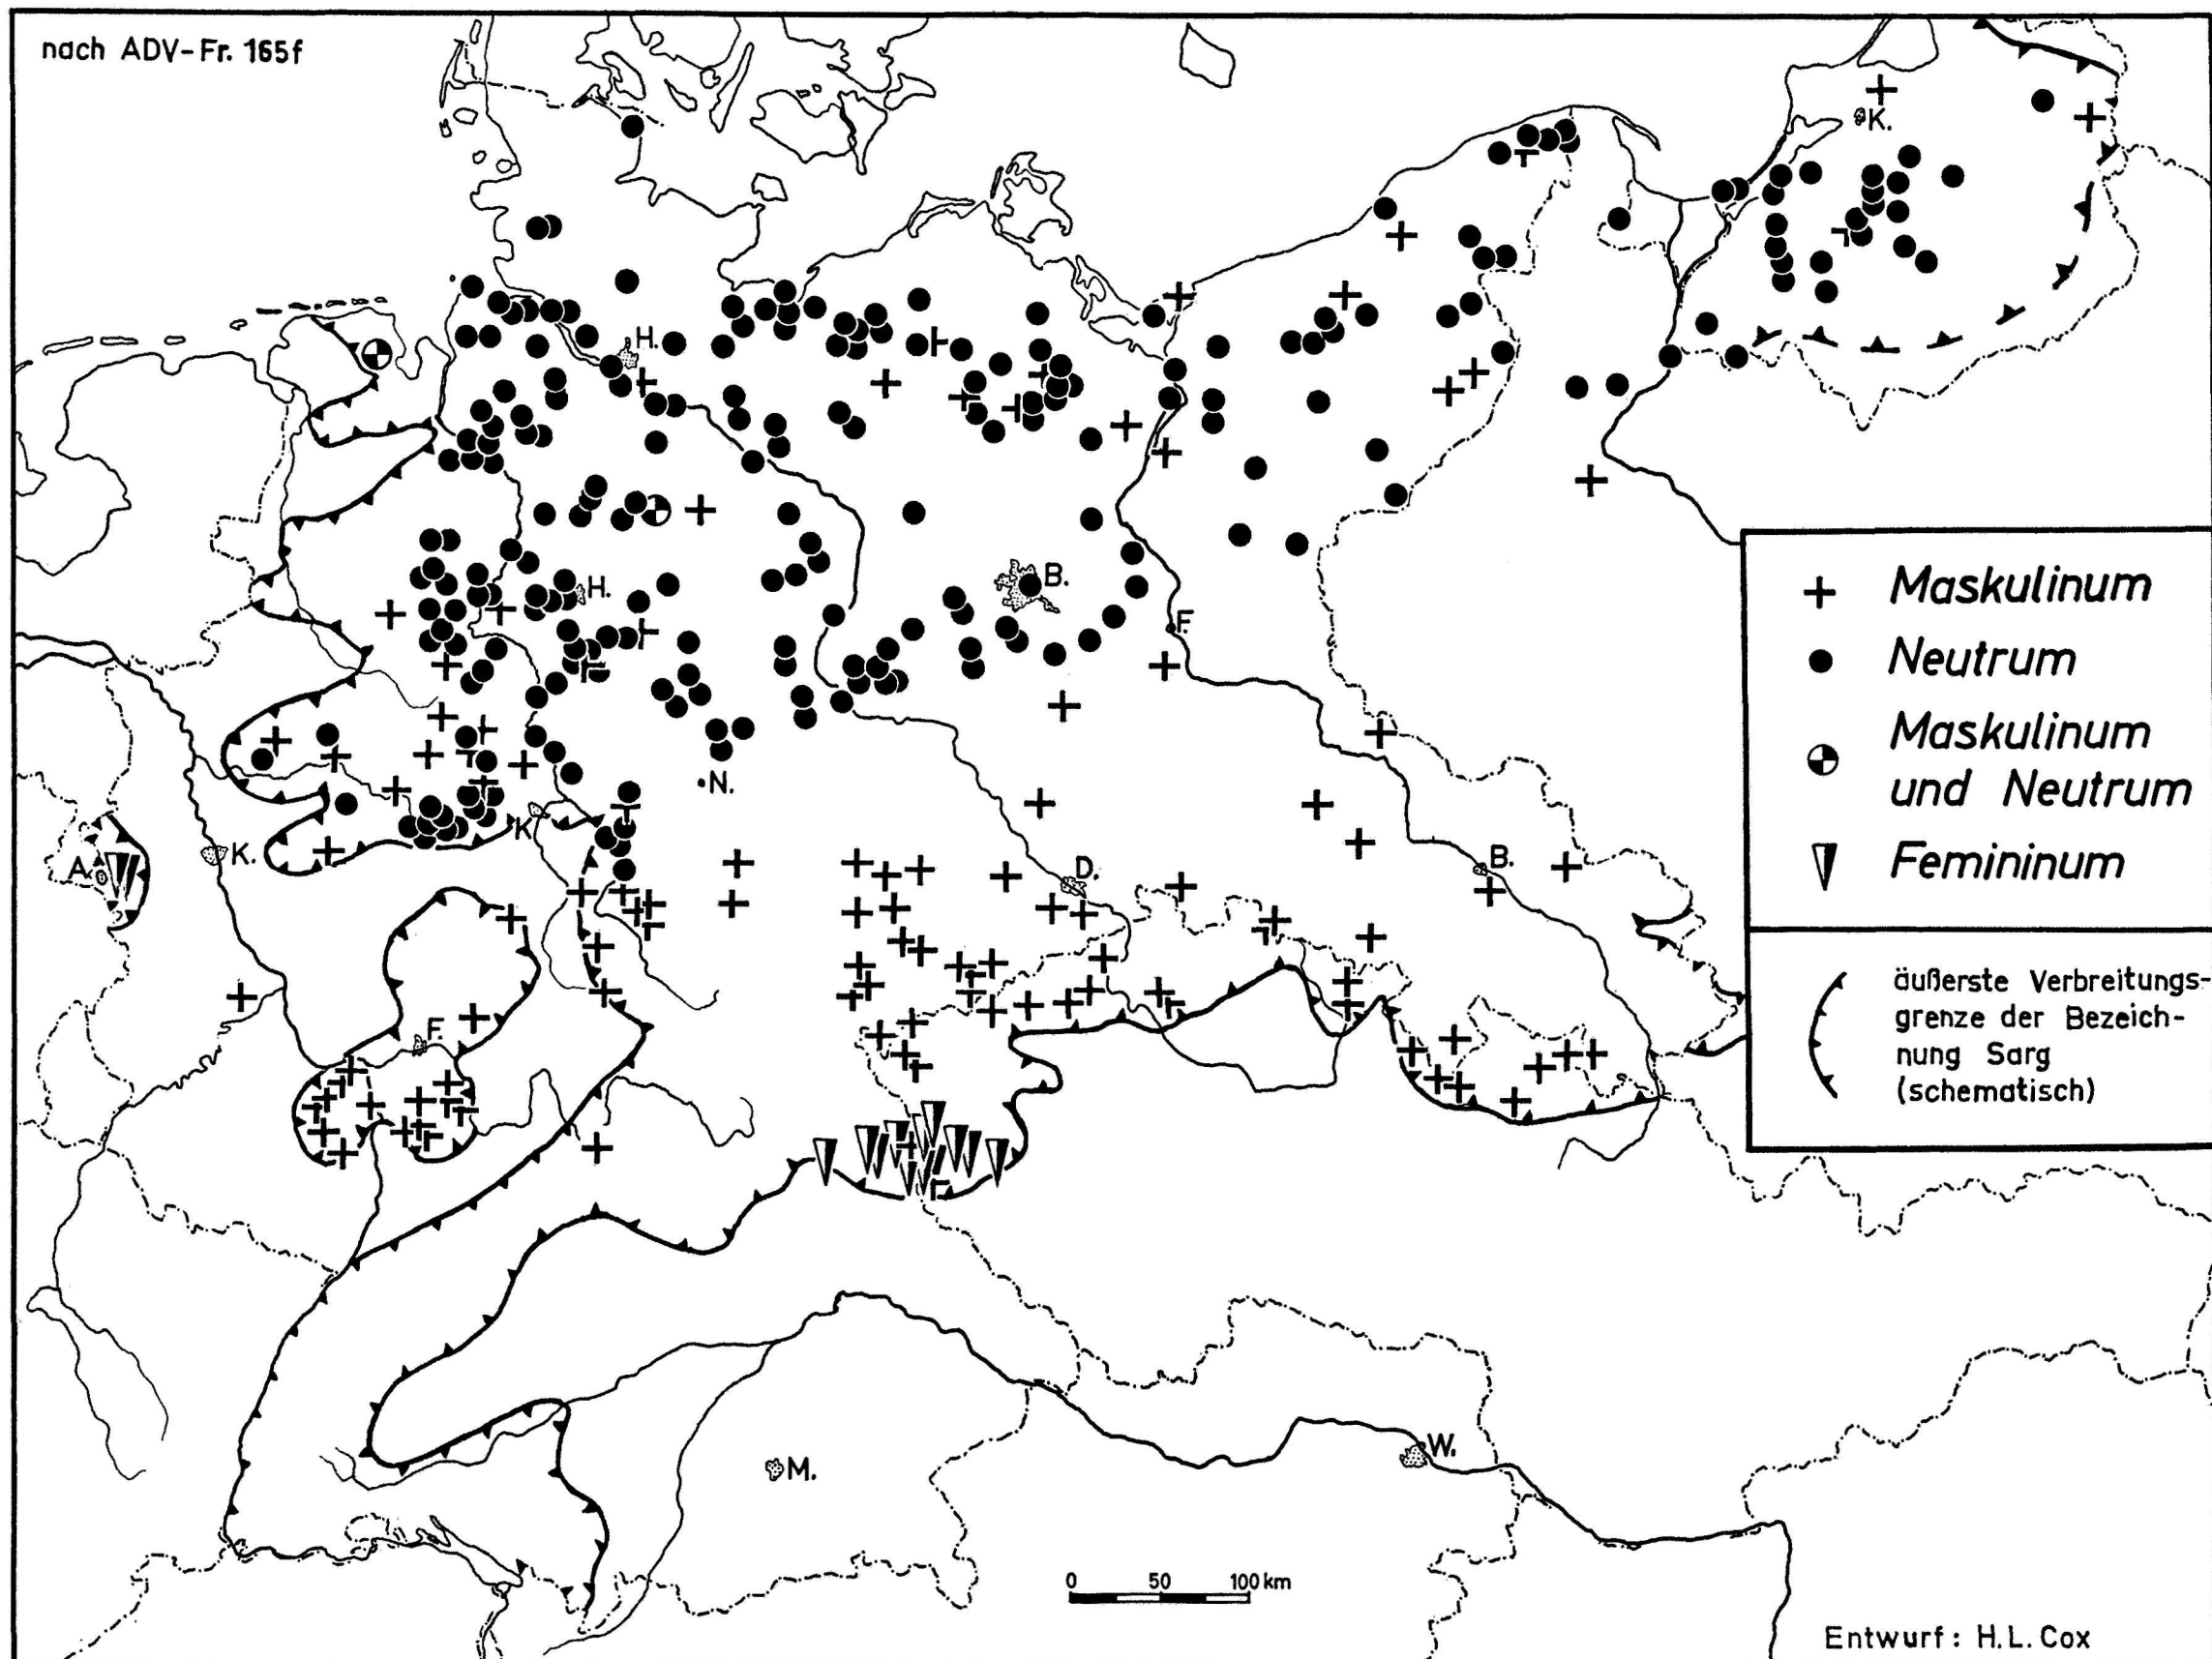 nach ADV-Fr. 165f
K.
H.
B.
H.
F.
N.
K.
K.
A.
D.
B.
F.
M.
W.
Maskulinum
Neutrum
Maskulinum
und Neutrum
Femininum
äußerste Verbreitungs-
grenze der Bezeich-
nung Sarg
(schematisch)
0 50 100 km
Entwurf: H.L. Cox